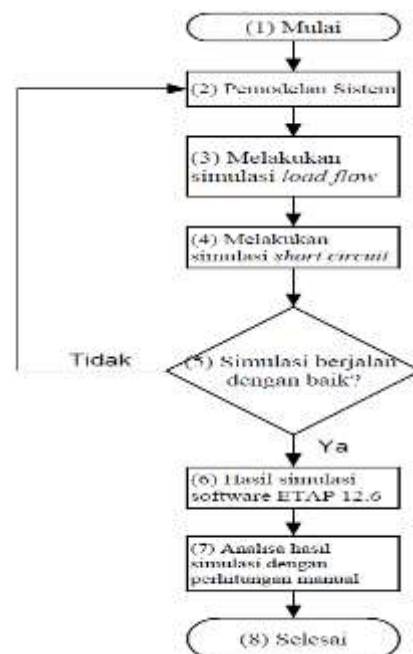 (1) Mulai
(2) Pemodelan Sistem
(3) Melakukan
simulasi load flow
(4) Melakukan
simulasi short circuit
(5) Simulasi berjalan
dengan baik?
Tidak
Ya
(6) Hasil simulasi
software ETAP 12.6
(7) Analisa hasil
simulasi dengan
perhitungan manual
(8) Selesai